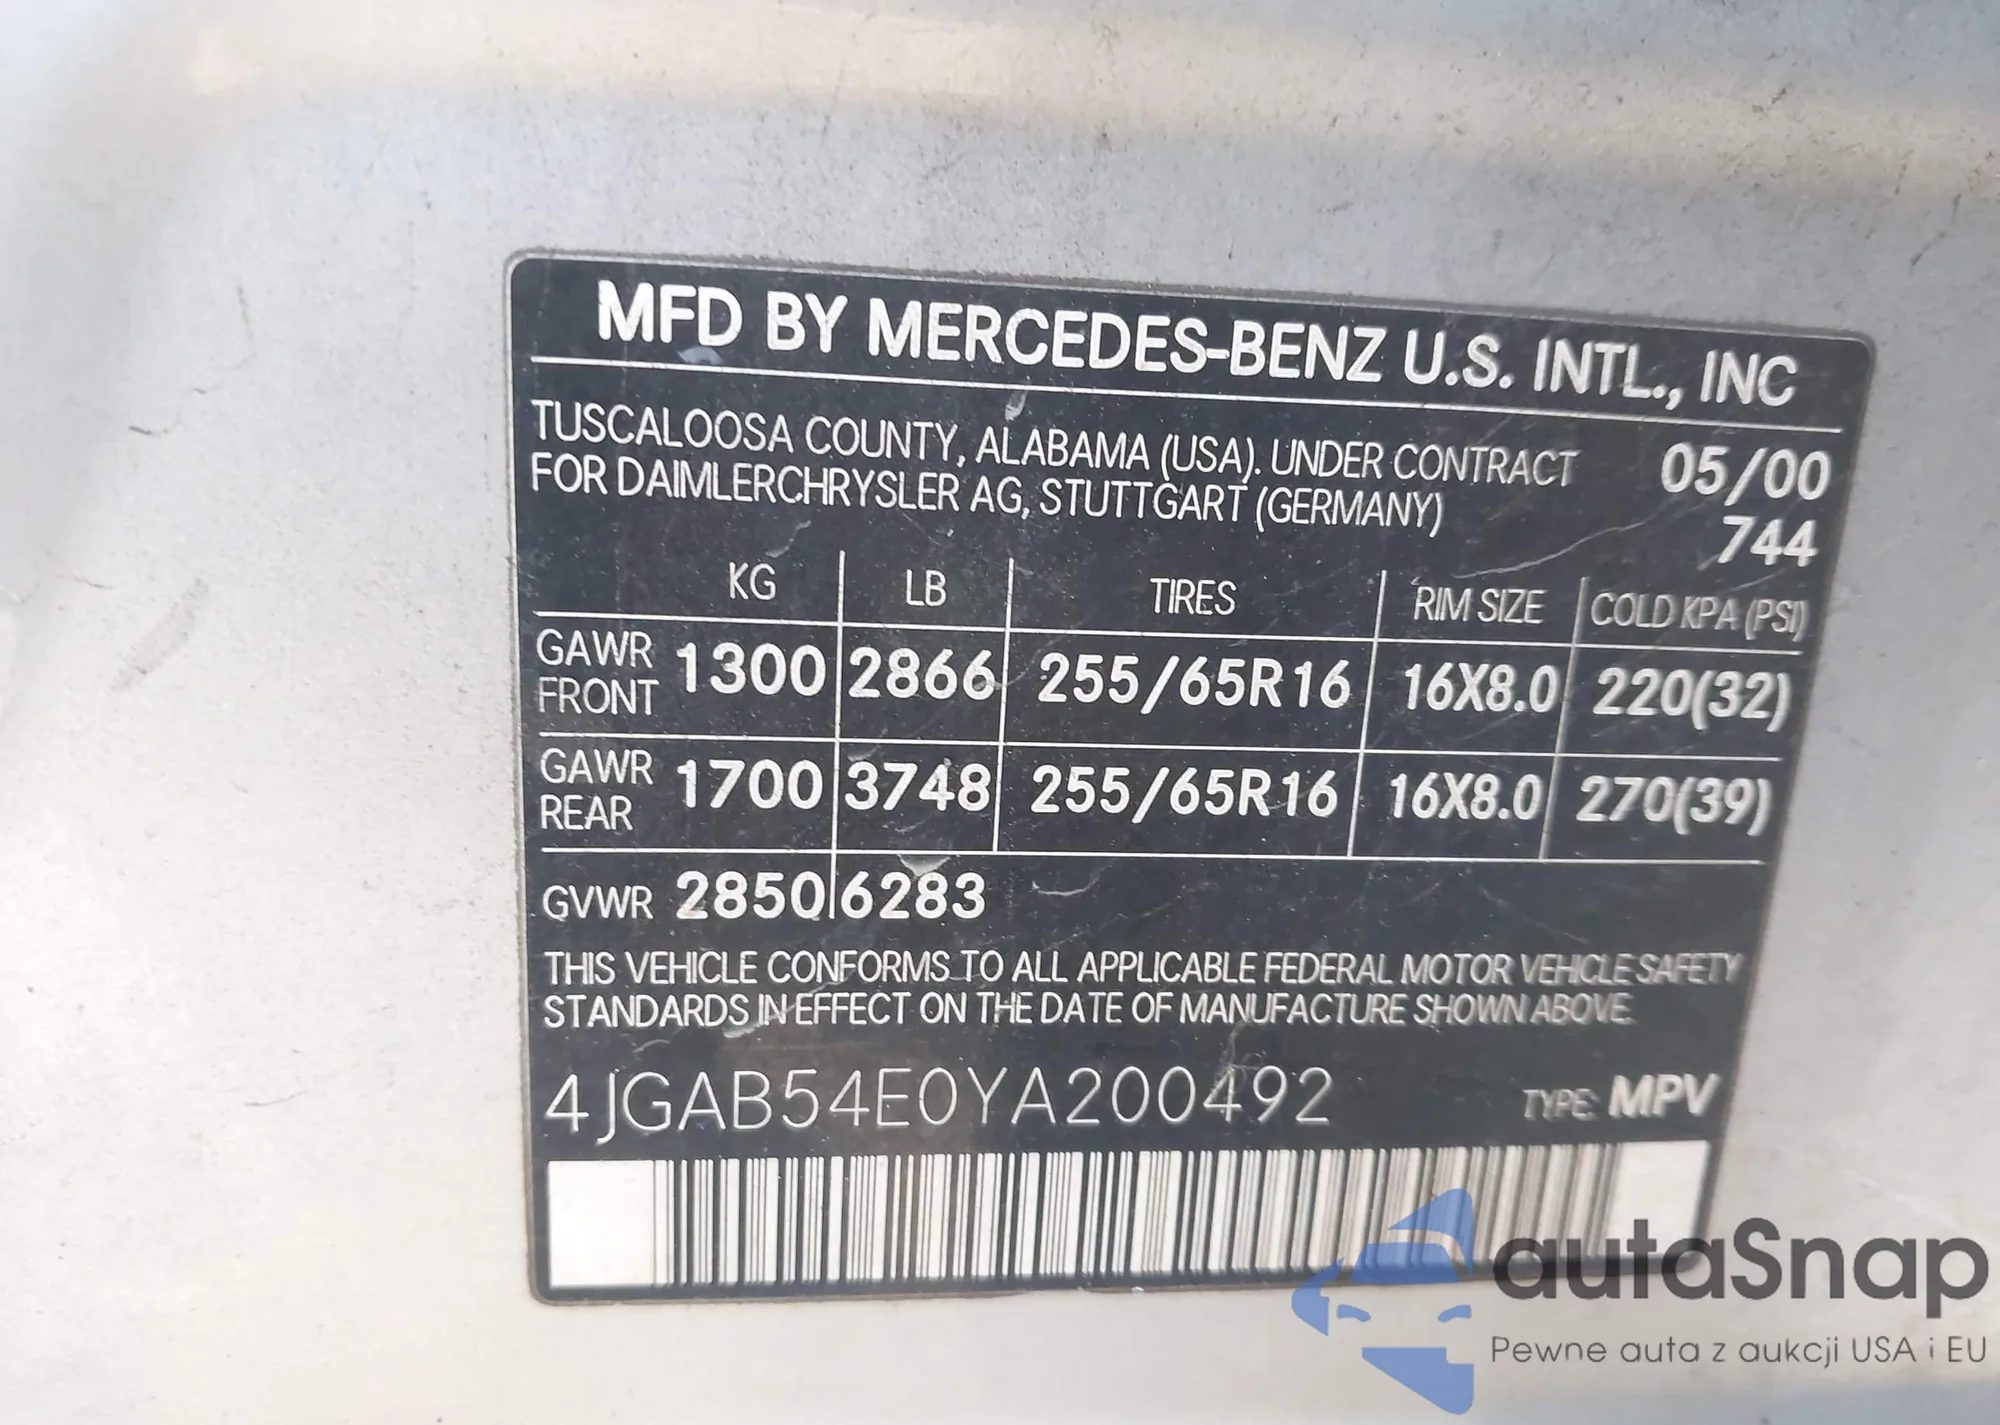 MFD BY MERCEDES-BENZ U.S. INTL., INC
TUSCALOOSA COUNTY, ALABAMA (USA). UNDER CONTRACT 05/00
FOR DAIMLERCHRYSLER AG, STUTTGART (GERMANY) 744
KG LB TIRES RIM SIZE COLD KPA (PSI)
GAWR FRONT 1300 2866 255/65R16 16X8.0 220(32)
GAWR REAR 1700 3748 255/65R16 16X8.0 270(39)
GVWR 2850 6283
THIS VEHICLE CONFORMS TO ALL APPLICABLE FEDERAL MOTOR VEHICLE SAFETY
STANDARDS IN EFFECT ON THE DATE OF MANUFACTURE SHOWN ABOVE.
4JGAB54E0YA200492 TYPE: MPV
autaSnap
Pewne auta z aukcji USA i EU